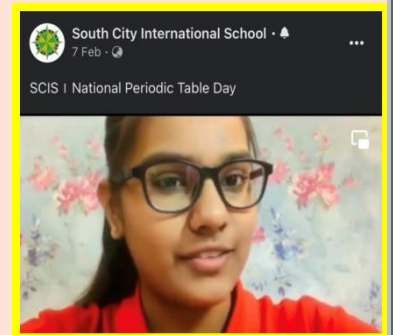 South City International School ·
7 Feb ·
SCIS | National Periodic Table Day